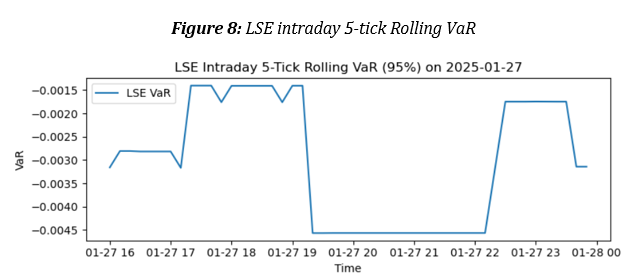 Figure 8: LSE intraday 5-tick Rolling VaR
LSE Intraday 5-Tick Rolling VaR (95%) on 2025-01-27
LSE VaR
−0.0015
−0.0020
−0.0025
−0.0030
−0.0035
−0.0040
−0.0045
VaR
01-27 16 01-27 17 01-27 18 01-27 19 01-27 20 01-27 21 01-27 22 01-27 23 01-28 00
Time